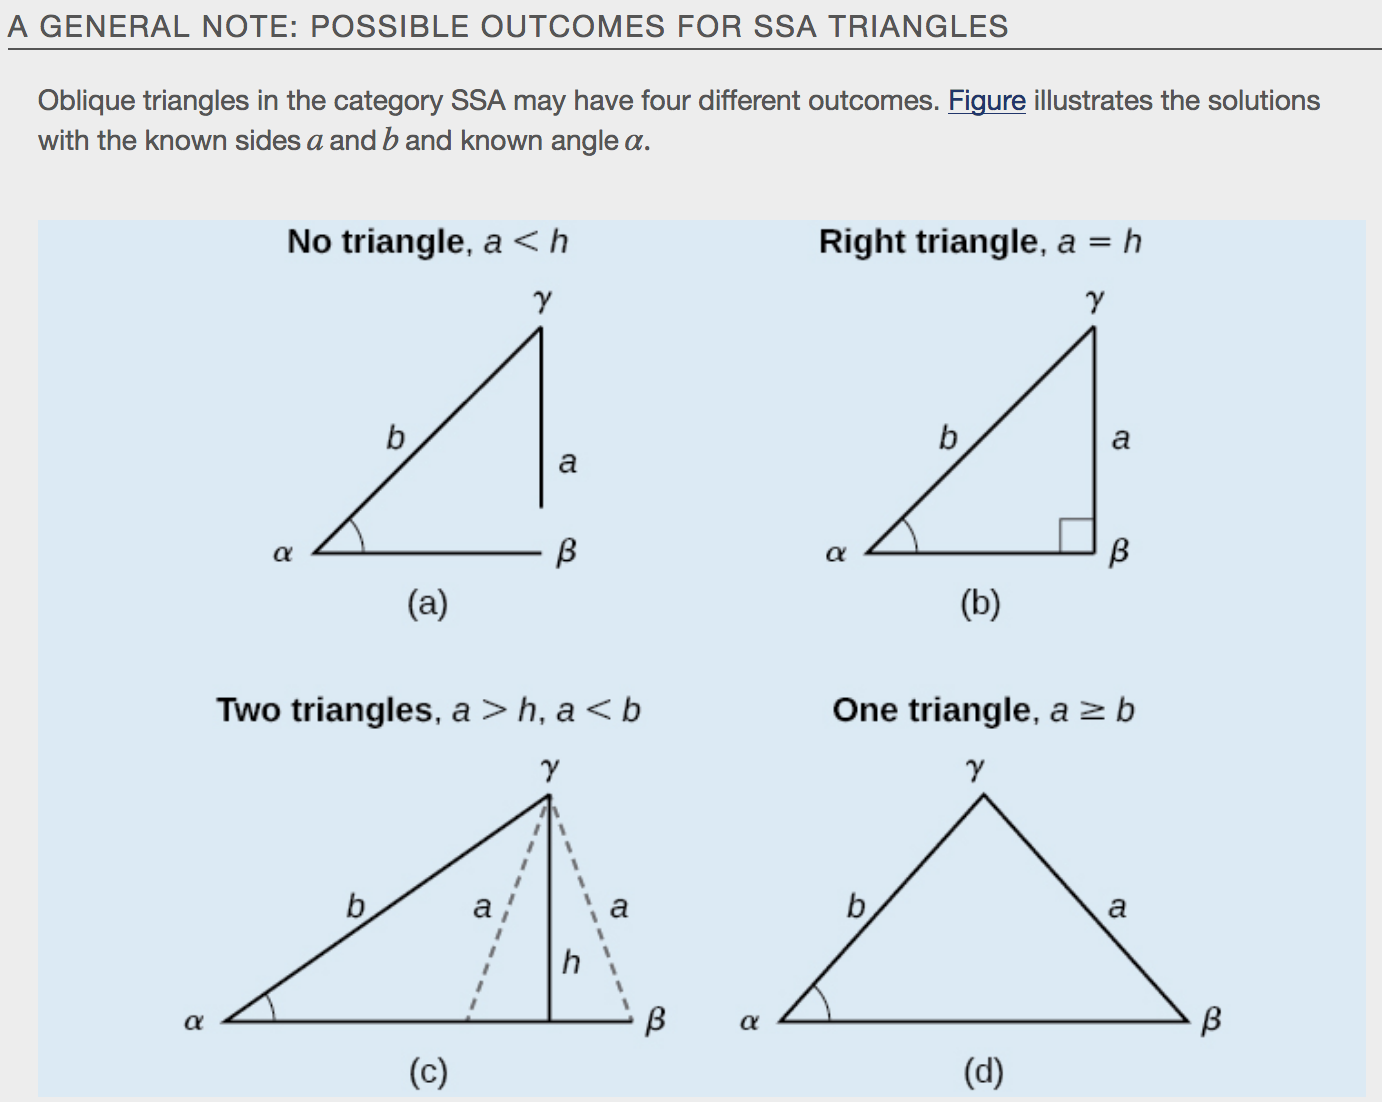 A GENERAL NOTE: POSSIBLE OUTCOMES FOR SSA TRIANGLES
Oblique triangles in the category SSA may have four different outcomes. Figure illustrates the solutions
with the known sides a and b and known angle α.
No triangle, a < h
γ
b
a
α
β
(a)
Right triangle, a = h
γ
b
a
α
β
(b)
Two triangles, a > h, a < b
γ
b
a
a
h
α
β
(c)
One triangle, a ≥ b
γ
b
a
α
β
(d)